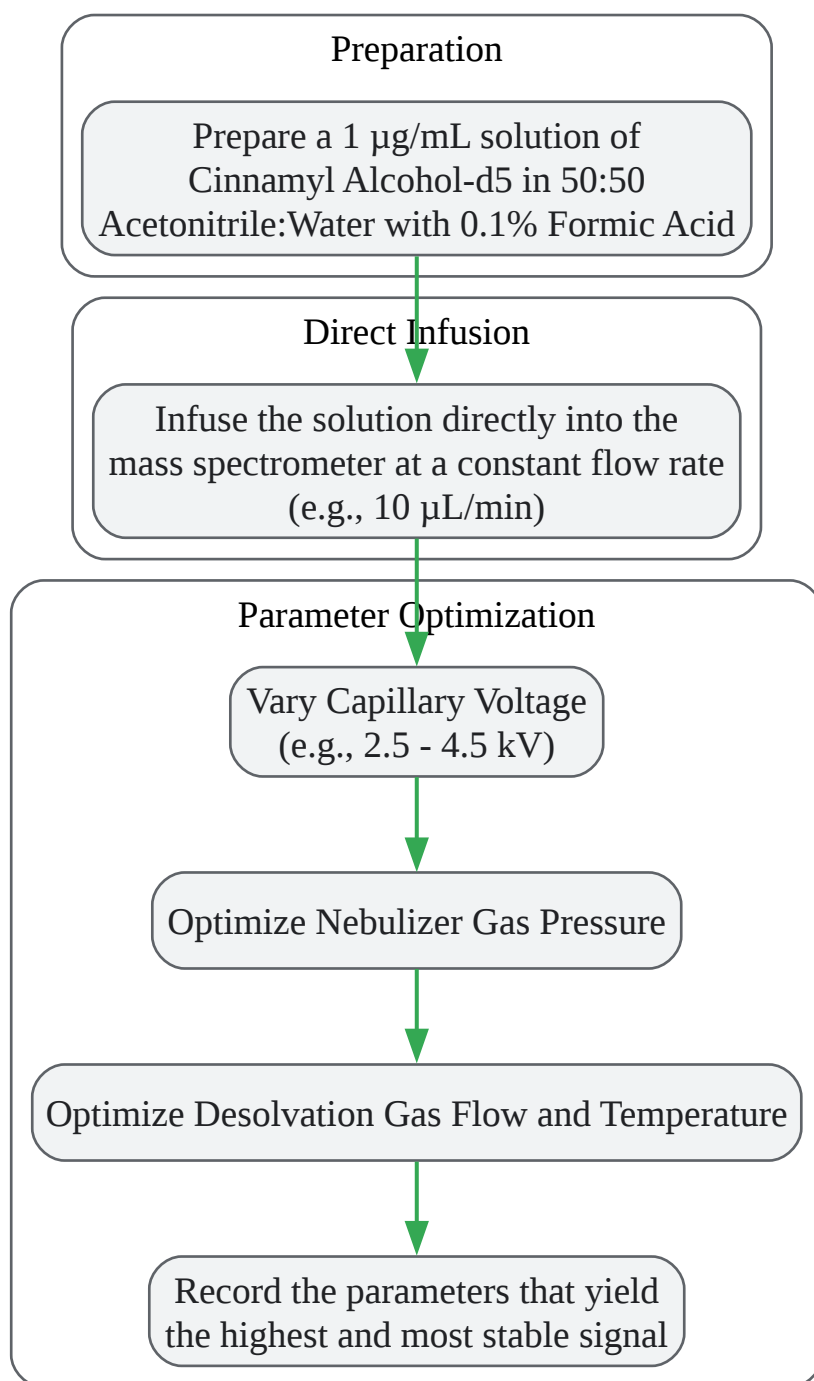 Preparation
Prepare a 1 µg/mL solution of
Cinnamyl Alcohol-d5 in 50:50
Acetonitrile:Water with 0.1% Formic Acid
Direct Infusion
Infuse the solution directly into the
mass spectrometer at a constant flow rate
(e.g., 10 µL/min)
Parameter Optimization
Vary Capillary Voltage
(e.g., 2.5 - 4.5 kV)
Optimize Nebulizer Gas Pressure
Optimize Desolvation Gas Flow and Temperature
Record the parameters that yield
the highest and most stable signal